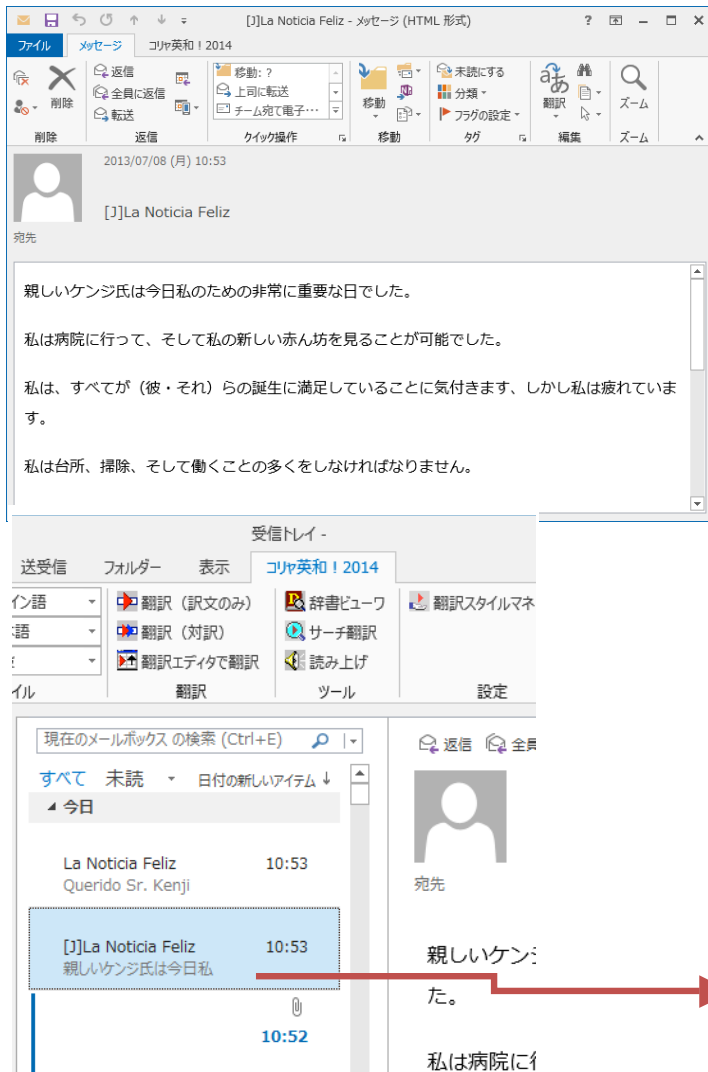 [J]La Noticia Feliz - メッセージ (HTML 形式)
ファイル メッセージ コリャ英和！2014
削除
返信
全員に返信
転送
移動: ?
上司に転送
チーム宛て電子…
移動
未読にする
分類
フラグの設定
翻訳
ズーム
削除 返信 クイック操作 移動 タグ 編集 ズーム
2013/07/08 (月) 10:53
[J]La Noticia Feliz
宛先
親しいケンジ氏は今日私のための非常に重要な日でした。
私は病院に行って、そして私の新しい赤ん坊を見ることが可能でした。
私は、すべてが（彼・それ）らの誕生に満足していることに気付きます、しかし私は疲れていま
す。
私は台所、掃除、そして働くことの多くをしなければなりません。
受信トレイ -
送受信 フォルダー 表示 コリャ英和！2014
イン語 翻訳（訳文のみ） 辞書ビューワ 翻訳スタイルマネ
語 翻訳（対訳） サーチ翻訳
翻訳エディタで翻訳 読み上げ
イル 翻訳 ツール 設定
現在のメールボックス の検索 (Ctrl+E)
返信 全員
すべて 未読 日付の新しいアイテム ↓
今日
La Noticia Feliz 10:53
Querido Sr. Kenji
宛先
[J]La Noticia Feliz 10:53
親しいケンジ氏は今日私
親しいケンジ
た。
10:52
私は病院に行